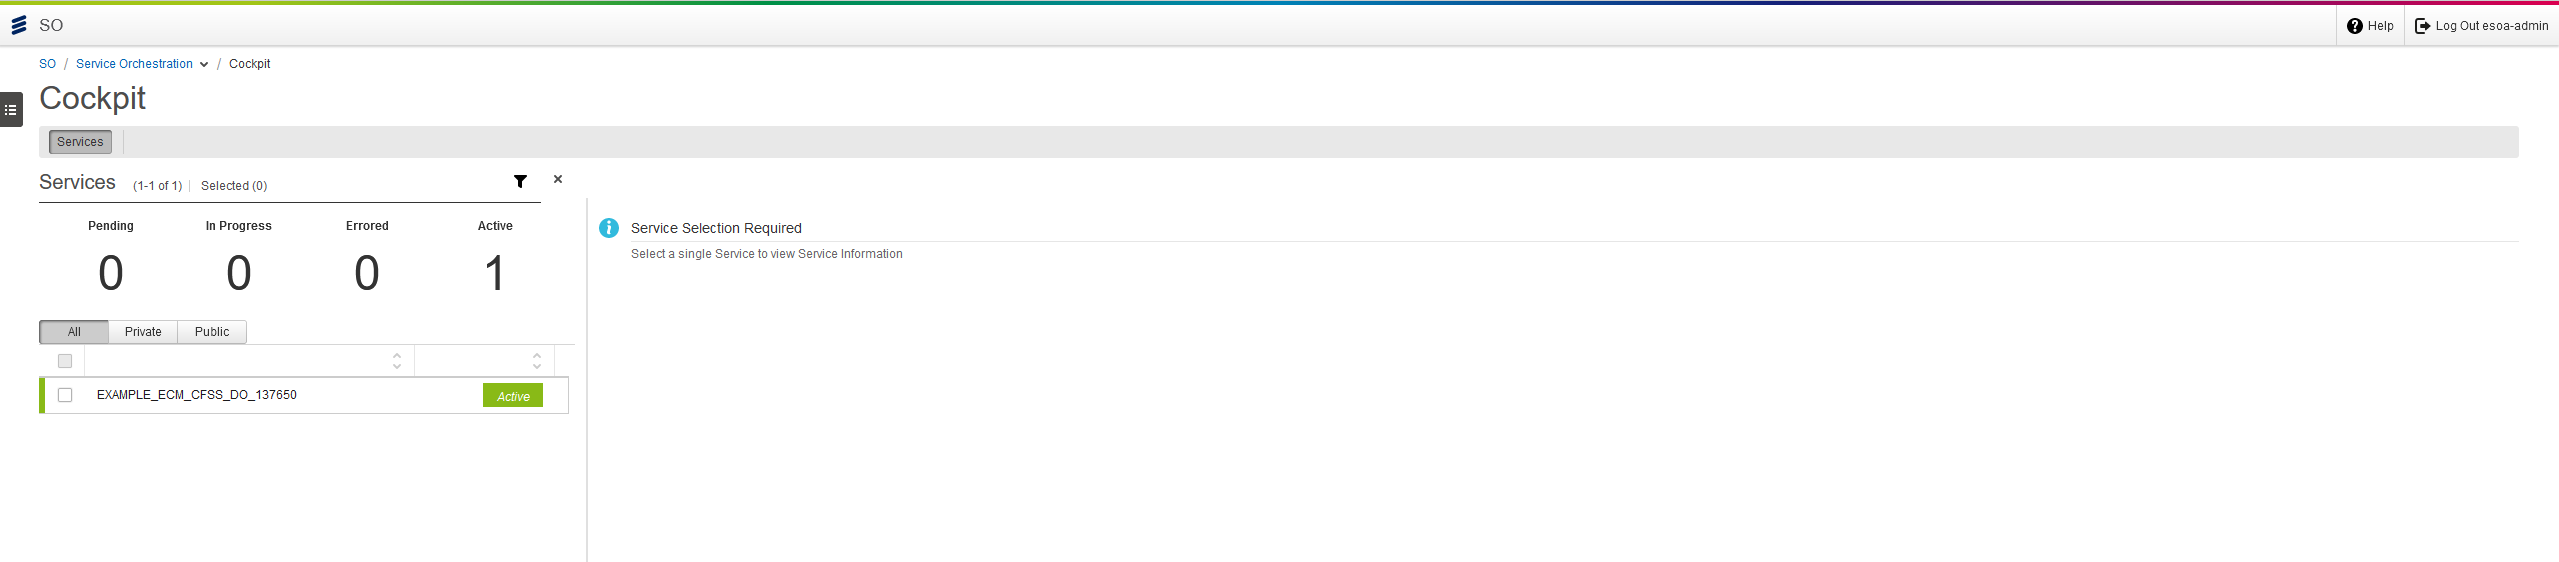 SO
Help
Log Out esoa-admin
SO / Service Orchestration / Cockpit
Cockpit
Services
Services (1-1 of 1) | Selected (0)
Pending In Progress Errored Active
0 0 0 1
Service Selection Required
Select a single Service to view Service Information
All Private Public
EXAMPLE_ECM_CFSS_DO_137650 Active